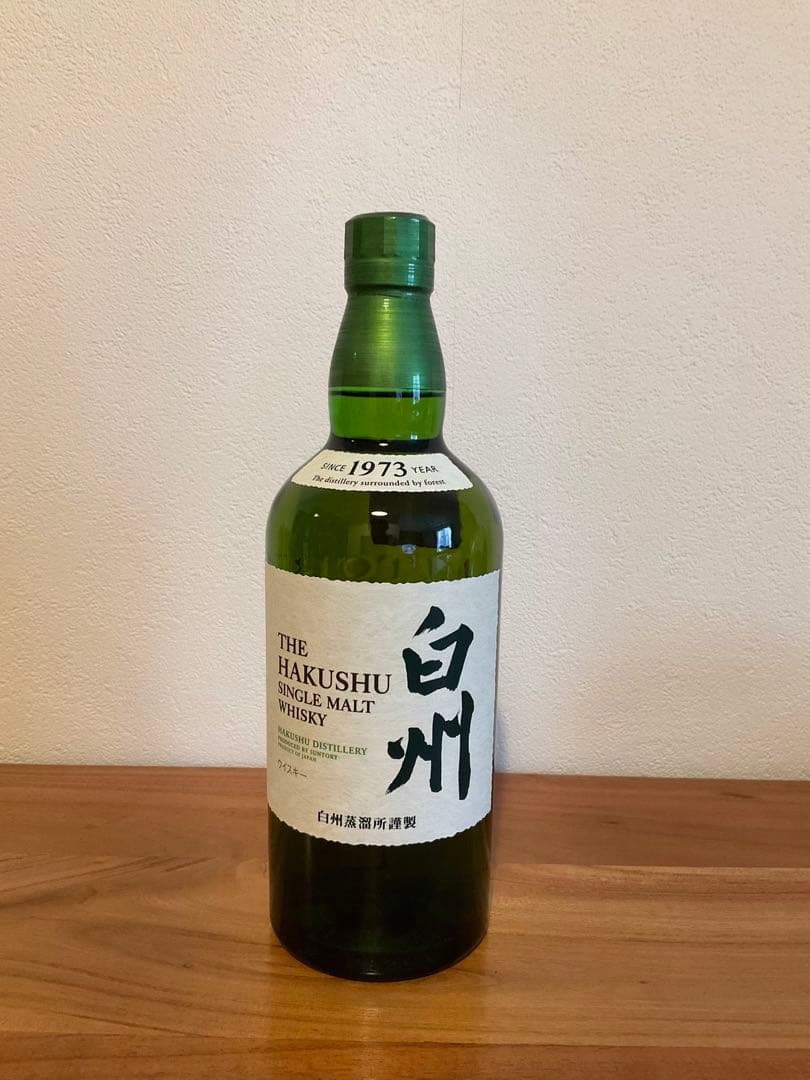 SINCE 1973 YEAR
The distillery surrounded by forest
THE
HAKUSHU
SINGLE MALT
WHISKY
HAKUSHU DISTILLERY
PRODUCED BY SUNTORY
PRODUCT OF JAPAN
ウイスキー
白州
白州蒸溜所謹製